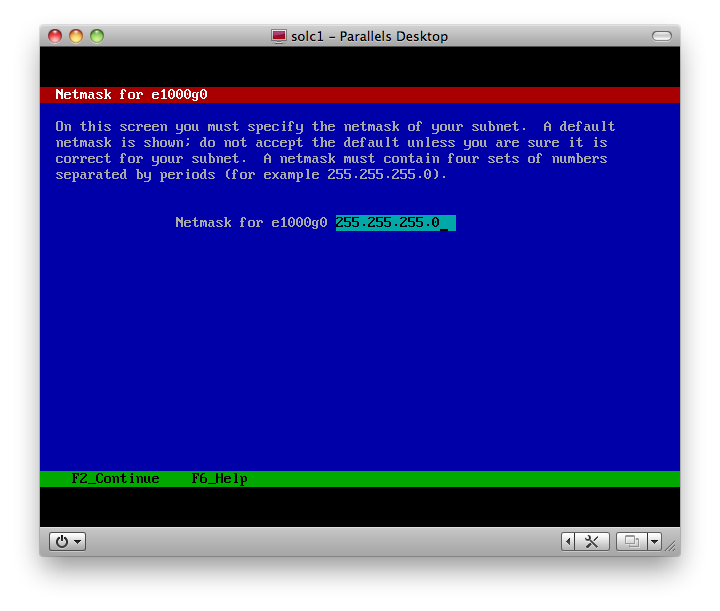 solc1 - Parallels Desktop
Netmask for e1000g0
On this screen you must specify the netmask of your subnet.  A default
netmask is shown; do not accept the default unless you are sure it is
correct for your subnet.  A netmask must contain four sets of numbers
separated by periods (for example 255.255.255.0).
Netmask for e1000g0 255.255.255.0_
F2_Continue    F6_Help